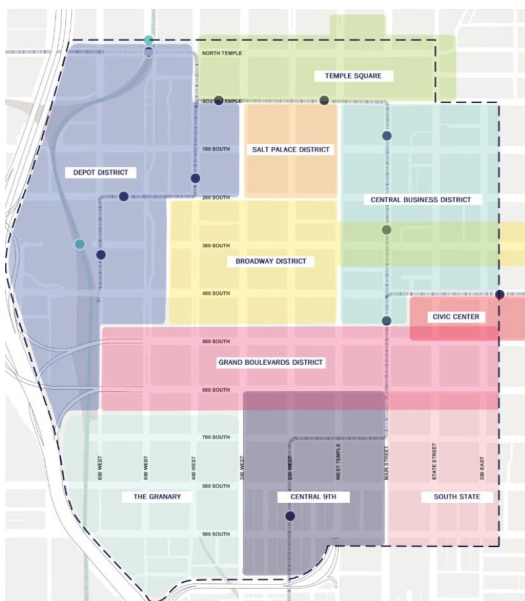 NORTH TEMPLE
TEMPLE SQUARE
SOUTH TEMPLE
100 SOUTH
SALT PALACE DISTRICT
DEPOT DISTRICT
200 SOUTH
CENTRAL BUSINESS DISTRICT
300 SOUTH
BROADWAY DISTRICT
400 SOUTH
CIVIC CENTER
500 SOUTH
GRAND BOULEVARDS DISTRICT
600 SOUTH
700 SOUTH
600 WEST
500 WEST
400 WEST
300 WEST
200 WEST
WEST TEMPLE
MAIN STREET
STATE STREET
200 EAST
800 SOUTH
THE GRANARY
CENTRAL 9TH
SOUTH STATE
900 SOUTH